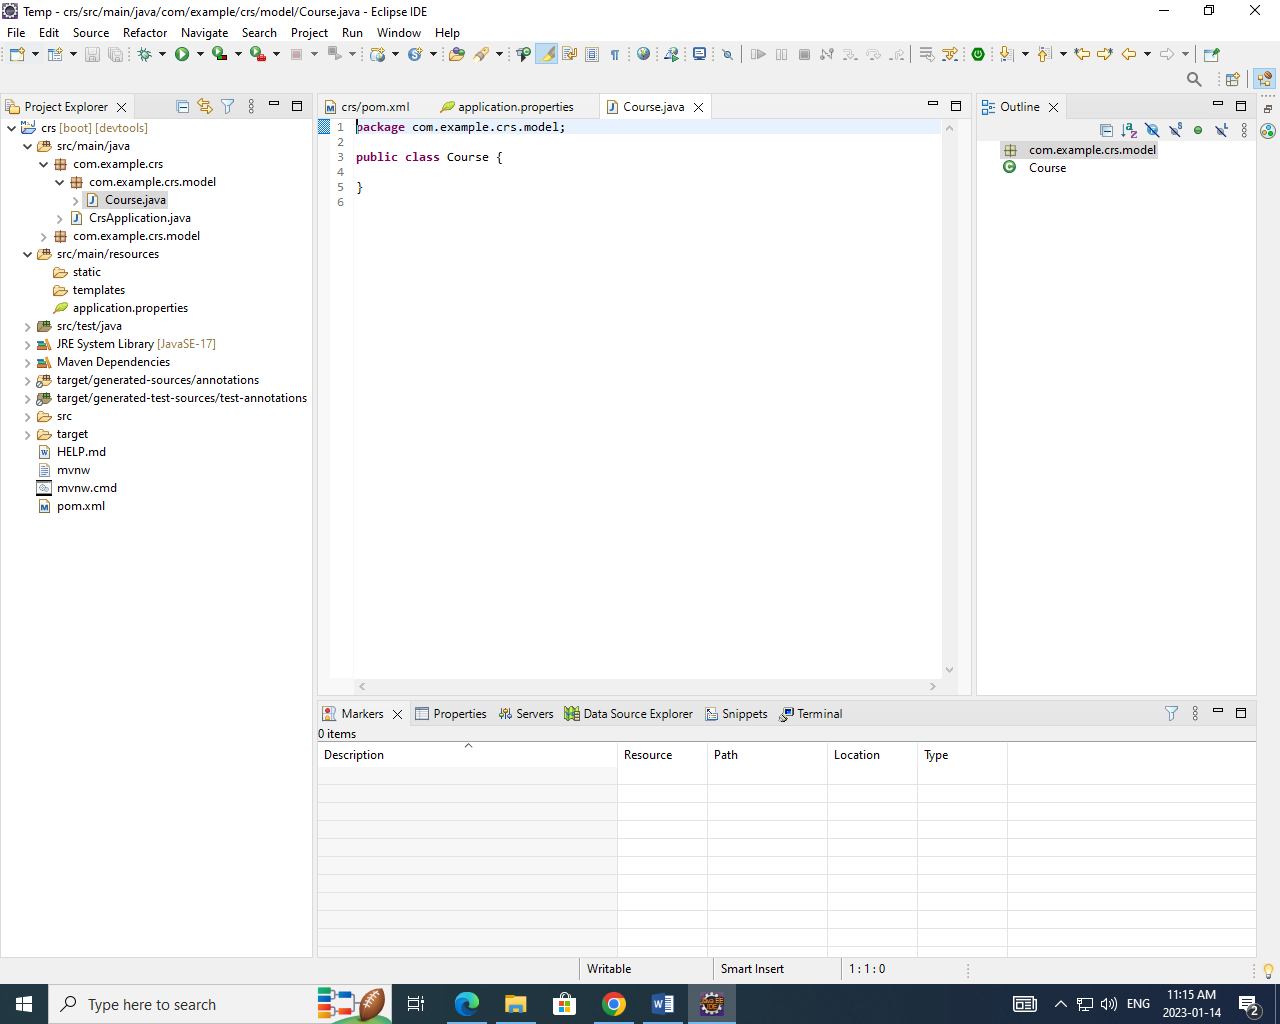 Temp - crs/src/main/java/com/example/crs/model/Course.java - Eclipse IDE
File Edit Source Refactor Navigate Search Project Run Window Help
Project Explorer
crs [boot] [devtools]
src/main/java
com.example.crs
com.example.crs.model
Course.java
CrsApplication.java
com.example.crs.model
src/main/resources
static
templates
application.properties
src/test/java
JRE System Library [JavaSE-17]
Maven Dependencies
target/generated-sources/annotations
target/generated-test-sources/test-annotations
src
target
HELP.md
mvnw
mvnw.cmd
pom.xml
crs/pom.xml application.properties Course.java
1 package com.example.crs.model;
2
3 public class Course {
4
5 }
6
Outline
com.example.crs.model
Course
Markers Properties Servers Data Source Explorer Snippets Terminal
0 items
Description Resource Path Location Type
Writable Smart Insert 1 : 1 : 0
Type here to search
ENG
11:15 AM
2023-01-14
2